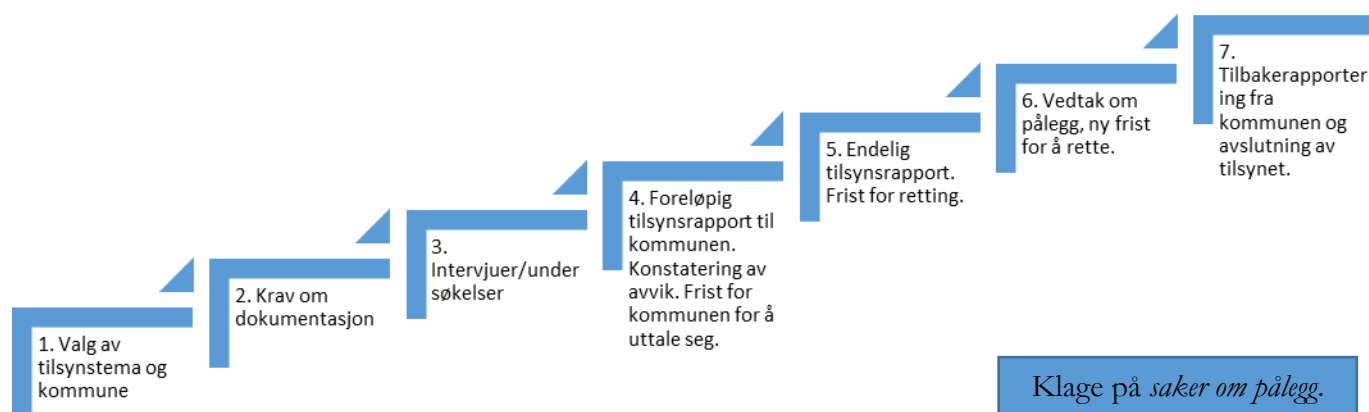 1. Valg av
tilsynstema og
kommune
2. Krav om
dokumentasjon
3.
Intervjuer/under
søkelser
4. Foreløpig
tilsynsrapport til
kommunen.
Konstatering av
avvik. Frist for
kommunen for å
uttale seg.
5. Endelig
tilsynsrapport.
Frist for retting.
6. Vedtak om
pålegg, ny frist
for å rette.
7.
Tilbakerapporter
ing fra
kommunen og
avslutning av
tilsynet.
Klage på saker om pålegg.